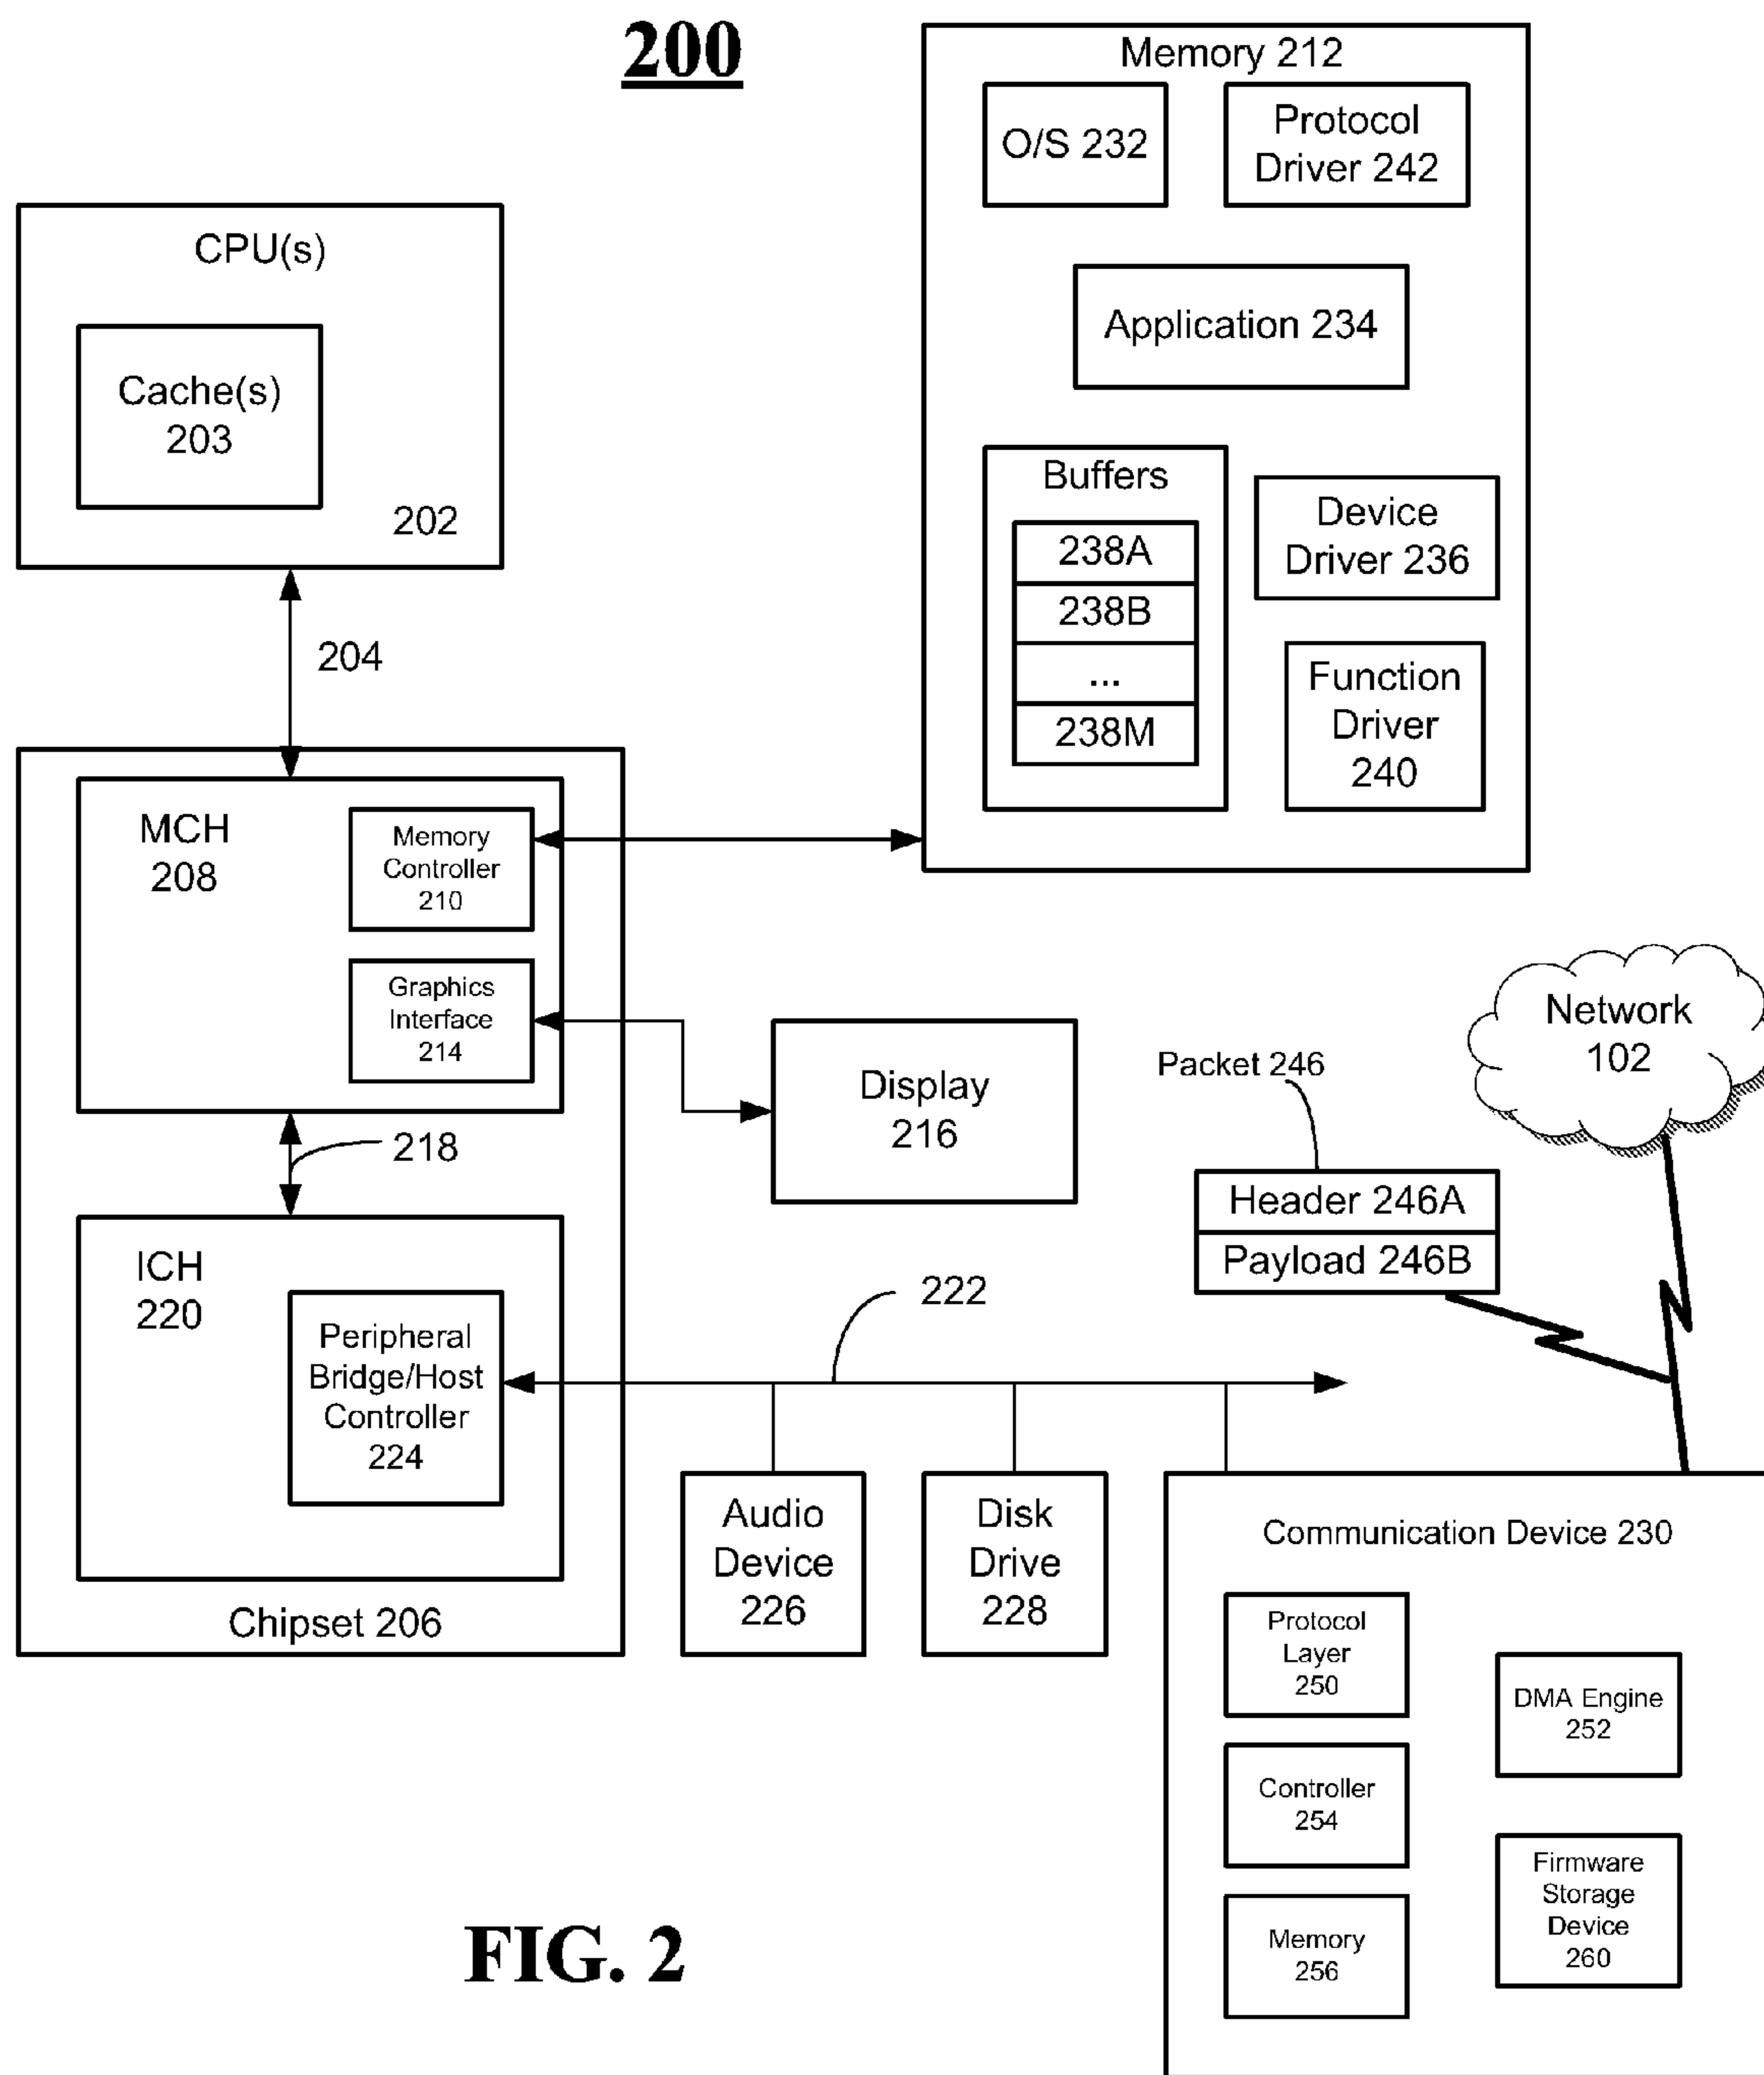 200
Memory 212
O/S 232
Protocol
Driver 242
Application 234
Buffers
238A
238B
...
238M
Device
Driver 236
Function
Driver
240
CPU(s)
Cache(s)
203
202
204
MCH
208
Memory
Controller
210
Graphics
Interface
214
218
ICH
220
Peripheral
Bridge/Host
Controller
224
Chipset 206
Display
216
Packet 246
Header 246A
Payload 246B
Network
102
222
Audio
Device
226
Disk
Drive
228
Communication Device 230
Protocol
Layer
250
DMA Engine
252
Controller
254
Firmware
Storage
Device
260
Memory
256
FIG. 2